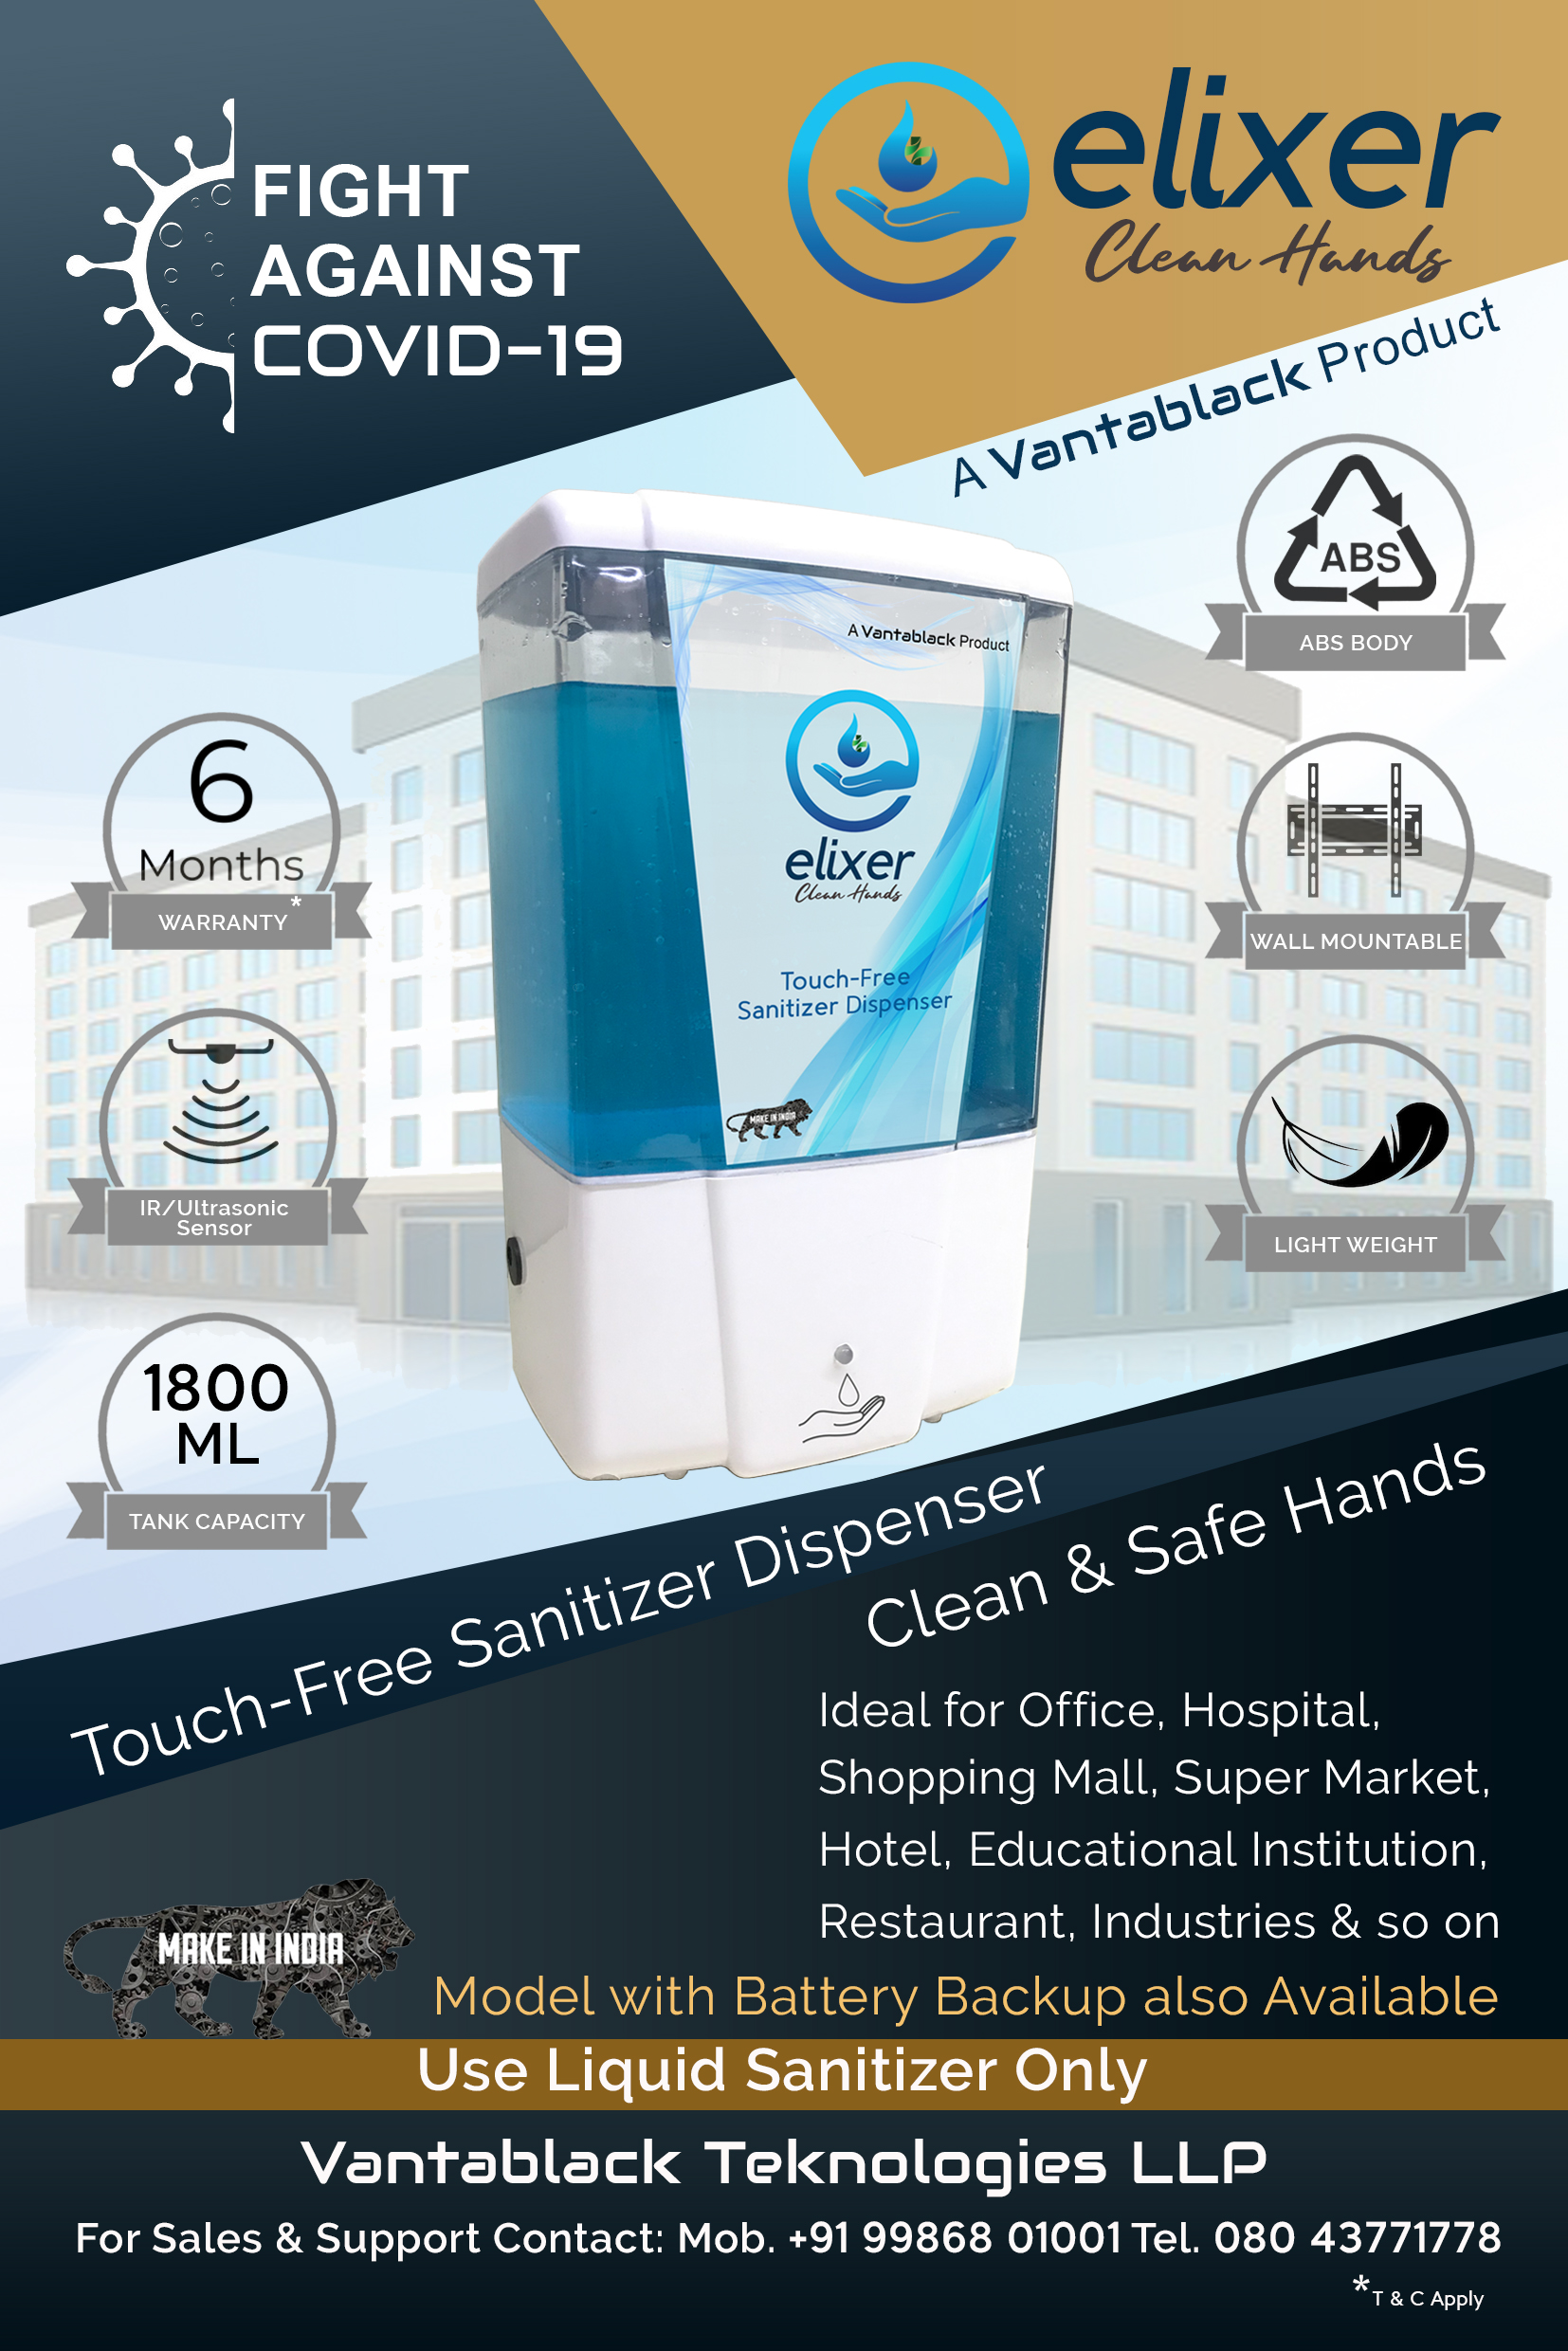 FIGHT
AGAINST
COVID-19
elixer
Clean Hands
A Vantablack Product
ABS
ABS BODY
A Vantablack Product
elixer
Clean Hands
Touch-Free
Sanitizer Dispenser
MAKE IN INDIA
6
Months
WARRANTY*
WALL MOUNTABLE
IR/Ultrasonic
Sensor
LIGHT WEIGHT
1800
ML
TANK CAPACITY
Touch-Free Sanitizer Dispenser
Clean & Safe Hands
Ideal for Office, Hospital,
Shopping Mall, Super Market,
Hotel, Educational Institution,
Restaurant, Industries & so on
MAKE IN INDIA
Model with Battery Backup also Available
Use Liquid Sanitizer Only
Vantablack Teknologies LLP
For Sales & Support Contact: Mob. +91 99868 01001 Tel. 080 43771778
*T & C Apply